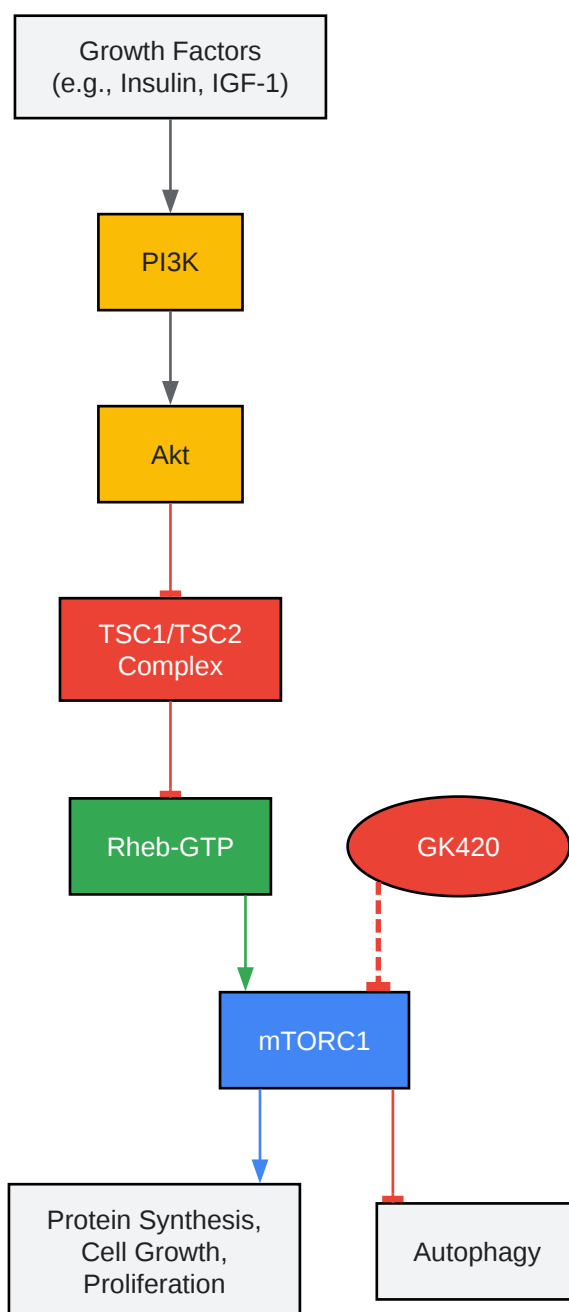 Growth Factors
(e.g., Insulin, IGF-1)
PI3K
Akt
TSC1/TSC2
Complex
Rheb-GTP
GK420
mTORC1
Protein Synthesis,
Cell Growth,
Proliferation
Autophagy